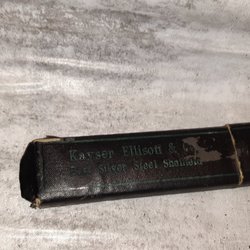 Kayser Ellison & C
Silver Steel Sheffield